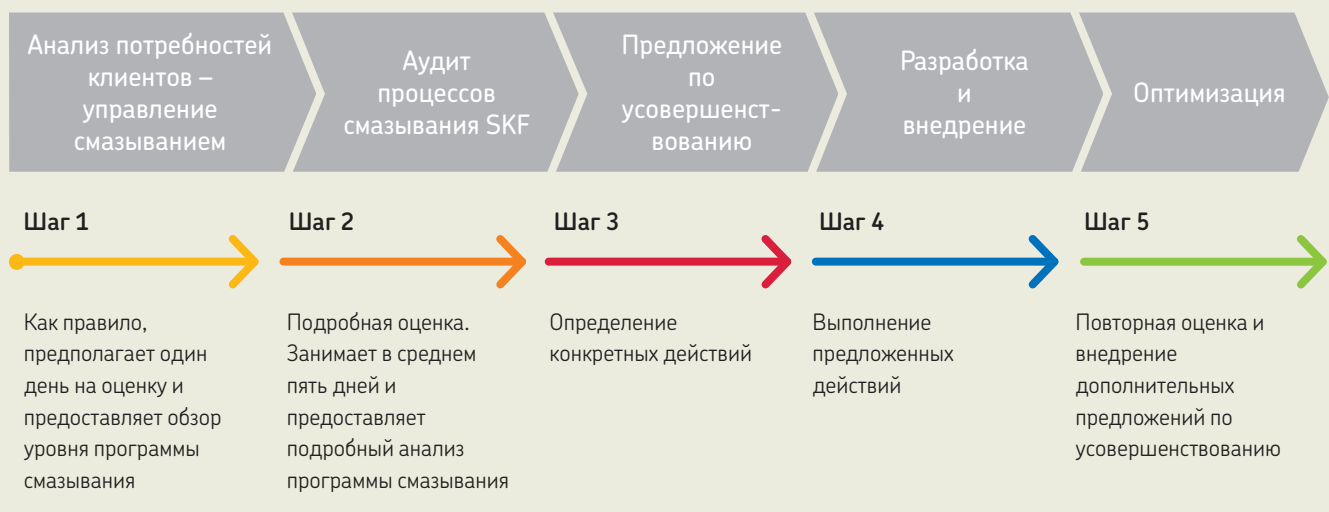 Анализ потребностей
клиентов –
управление
смазыванием
Аудит
процессов
смазывания SKF
Предложение
по
усовершенст-
вованию
Разработка
и
внедрение
Оптимизация
Шаг 1
Шаг 2
Шаг 3
Шаг 4
Шаг 5
Как правило,
предполагает один
день на оценку и
предоставляет обзор
уровня программы
смазывания
Подробная оценка.
Занимает в среднем
пять дней и
предоставляет
подробный анализ
программы смазывания
Определение
конкретных действий
Выполнение
предложенных
действий
Повторная оценка и
внедрение
дополнительных
предложений по
усовершенствованию